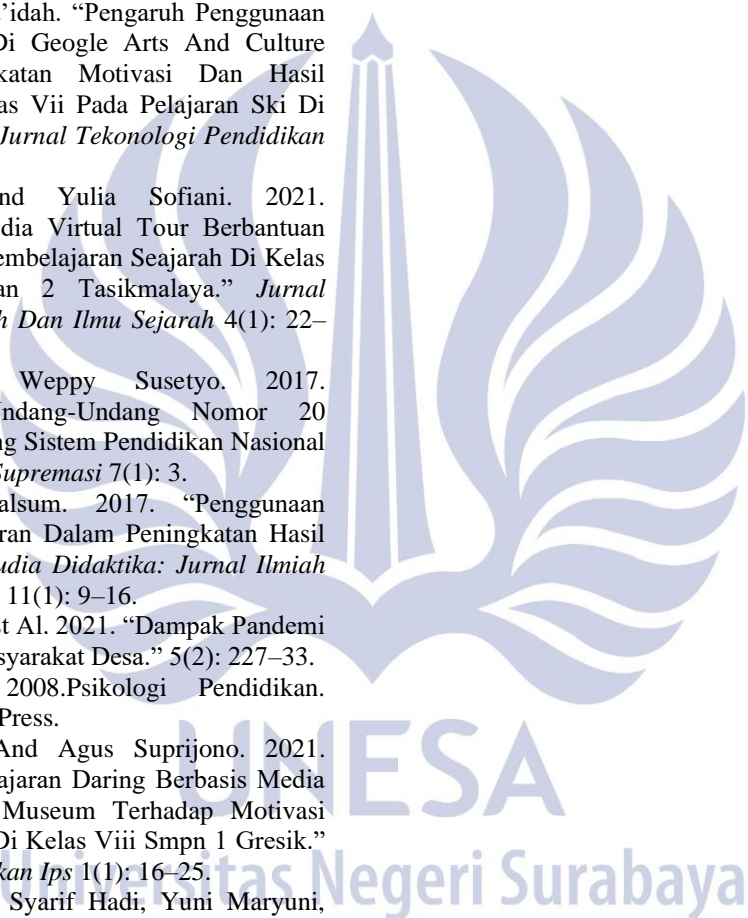 ’idah. “Pengaruh Penggunaan
Di Geogle Arts And Culture
katan Motivasi Dan Hasil
as Vii Pada Pelajaran Ski Di
Jurnal Tekonologi Pendidikan
nd Yulia Sofiani. 2021.
dia Virtual Tour Berbantuan
embelajaran Seajarah Di Kelas
an 2 Tasikmalaya.” Jurnal
h Dan Ilmu Sejarah 4(1): 22–
Weppy Susetyo. 2017.
Undang-Undang Nomor 20
ng Sistem Pendidikan Nasional
Supremasi 7(1): 3.
alsum. 2017. “Penggunaan
ran Dalam Peningkatan Hasil
udia Didaktika: Jurnal Ilmiah
11(1): 9–16.
st Al. 2021. “Dampak Pandemi
syarakat Desa.” 5(2): 227–33.
2008.Psikologi Pendidikan.
Press.
And Agus Suprijono. 2021.
ajaran Daring Berbasis Media
Museum Terhadap Motivasi
Di Kelas Viii Smpn 1 Gresik.”
kan Ips 1(1): 16–25.
Syarif Hadi, Yuni Maryuni,
UNESA
Universitas Negeri Surabaya